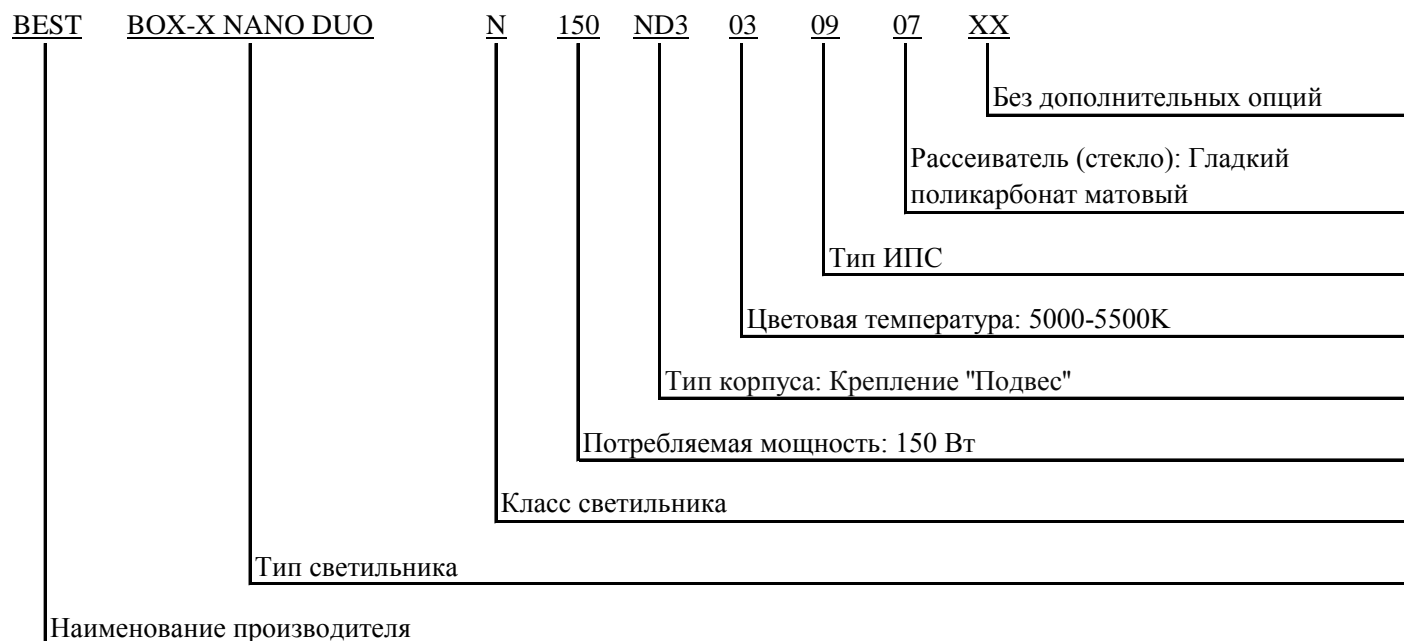 BEST BOX-X NANO DUO N 150 ND3 03 09 07 XX
Без дополнительных опций
Рассеиватель (стекло): Гладкий
поликарбонат матовый
Тип ИПС
Цветовая температура: 5000-5500K
Тип корпуса: Крепление "Подвес"
Потребляемая мощность: 150 Вт
Класс светильника
Тип светильника
Наименование производителя